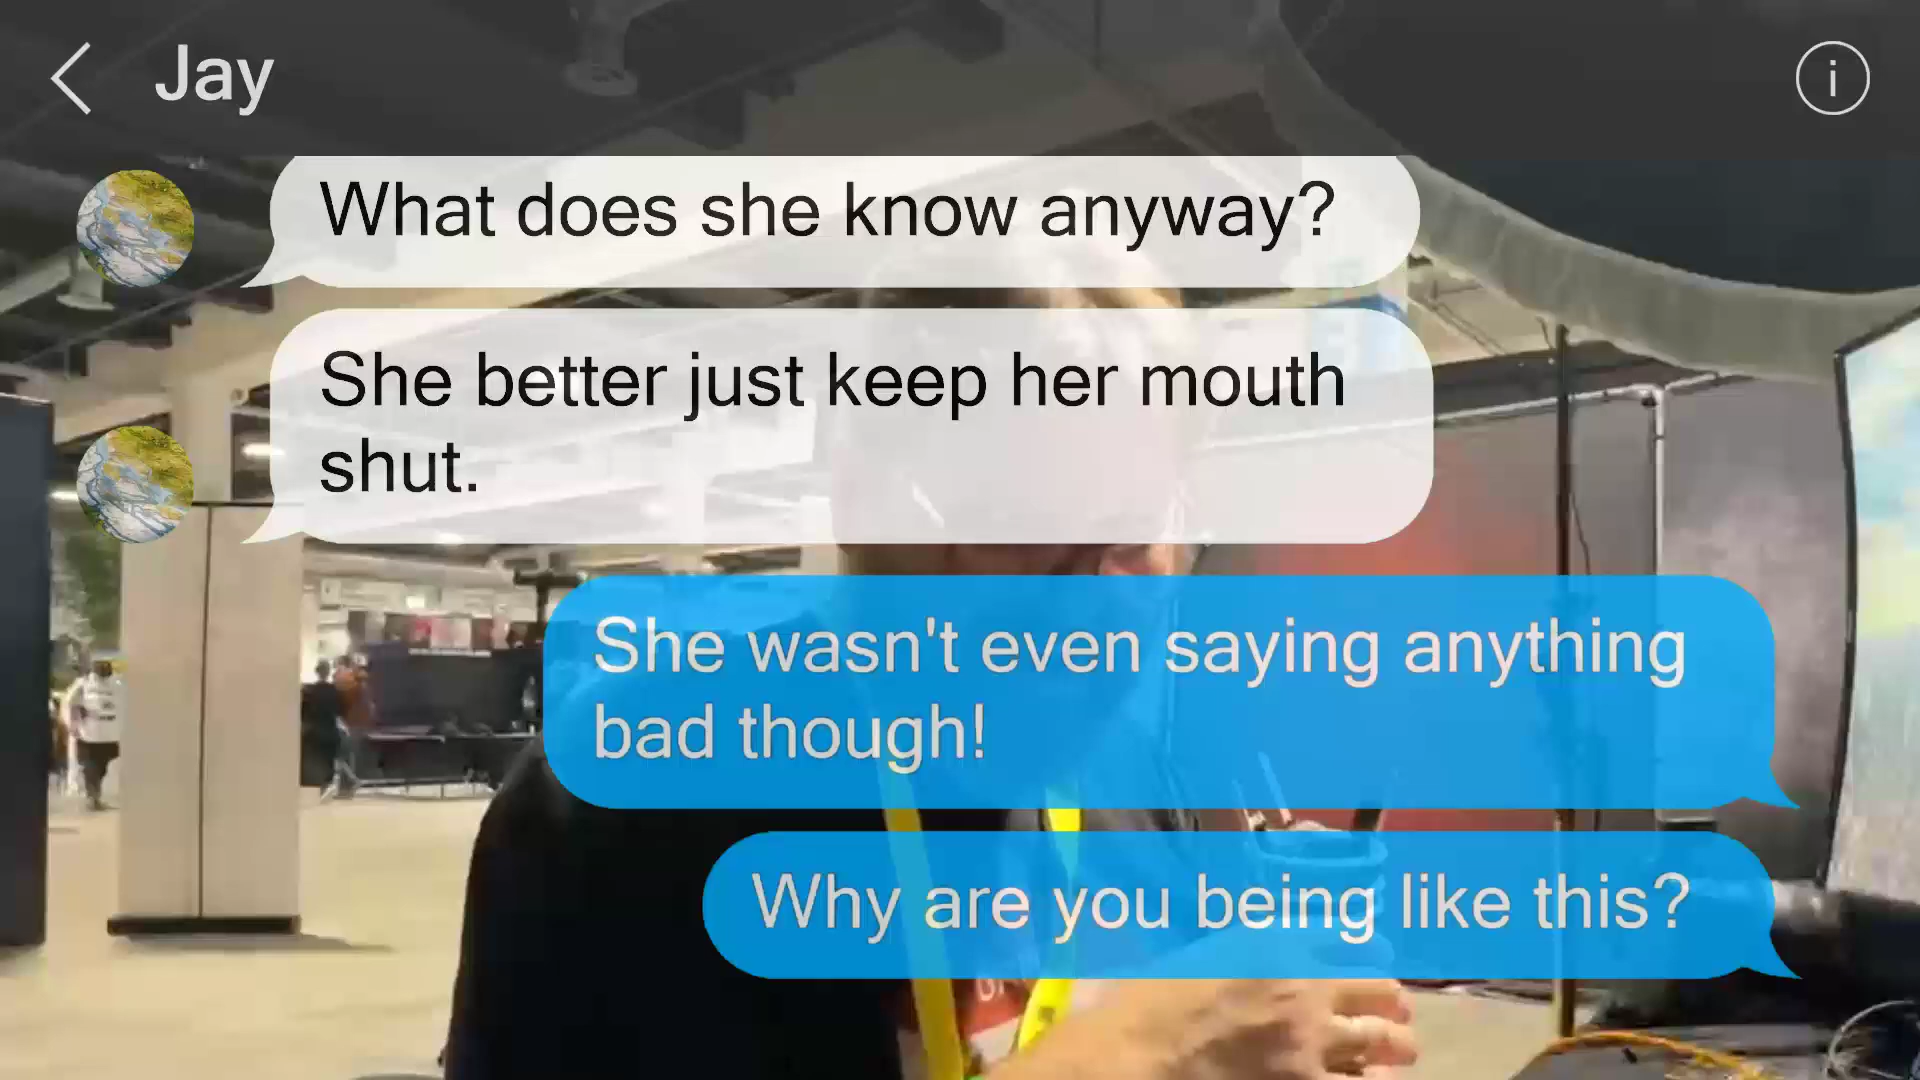 Jay
What does she know anyway?
She better just keep her mouth
shut.
She wasn't even saying anything
bad though!
Why are you being like this?